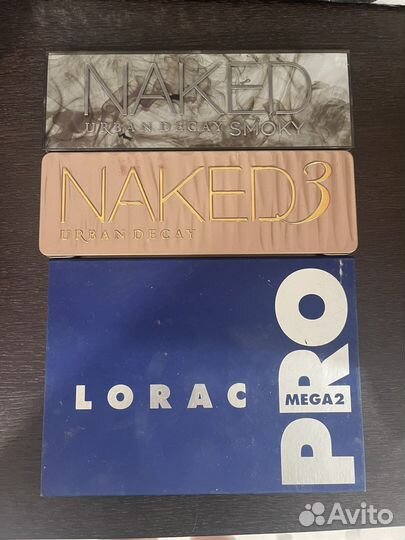 NAKED
URBAN DECAY SMOKY
NAKED3
URBAN DECAY
LORAC
PRO
MEGA2
Avito